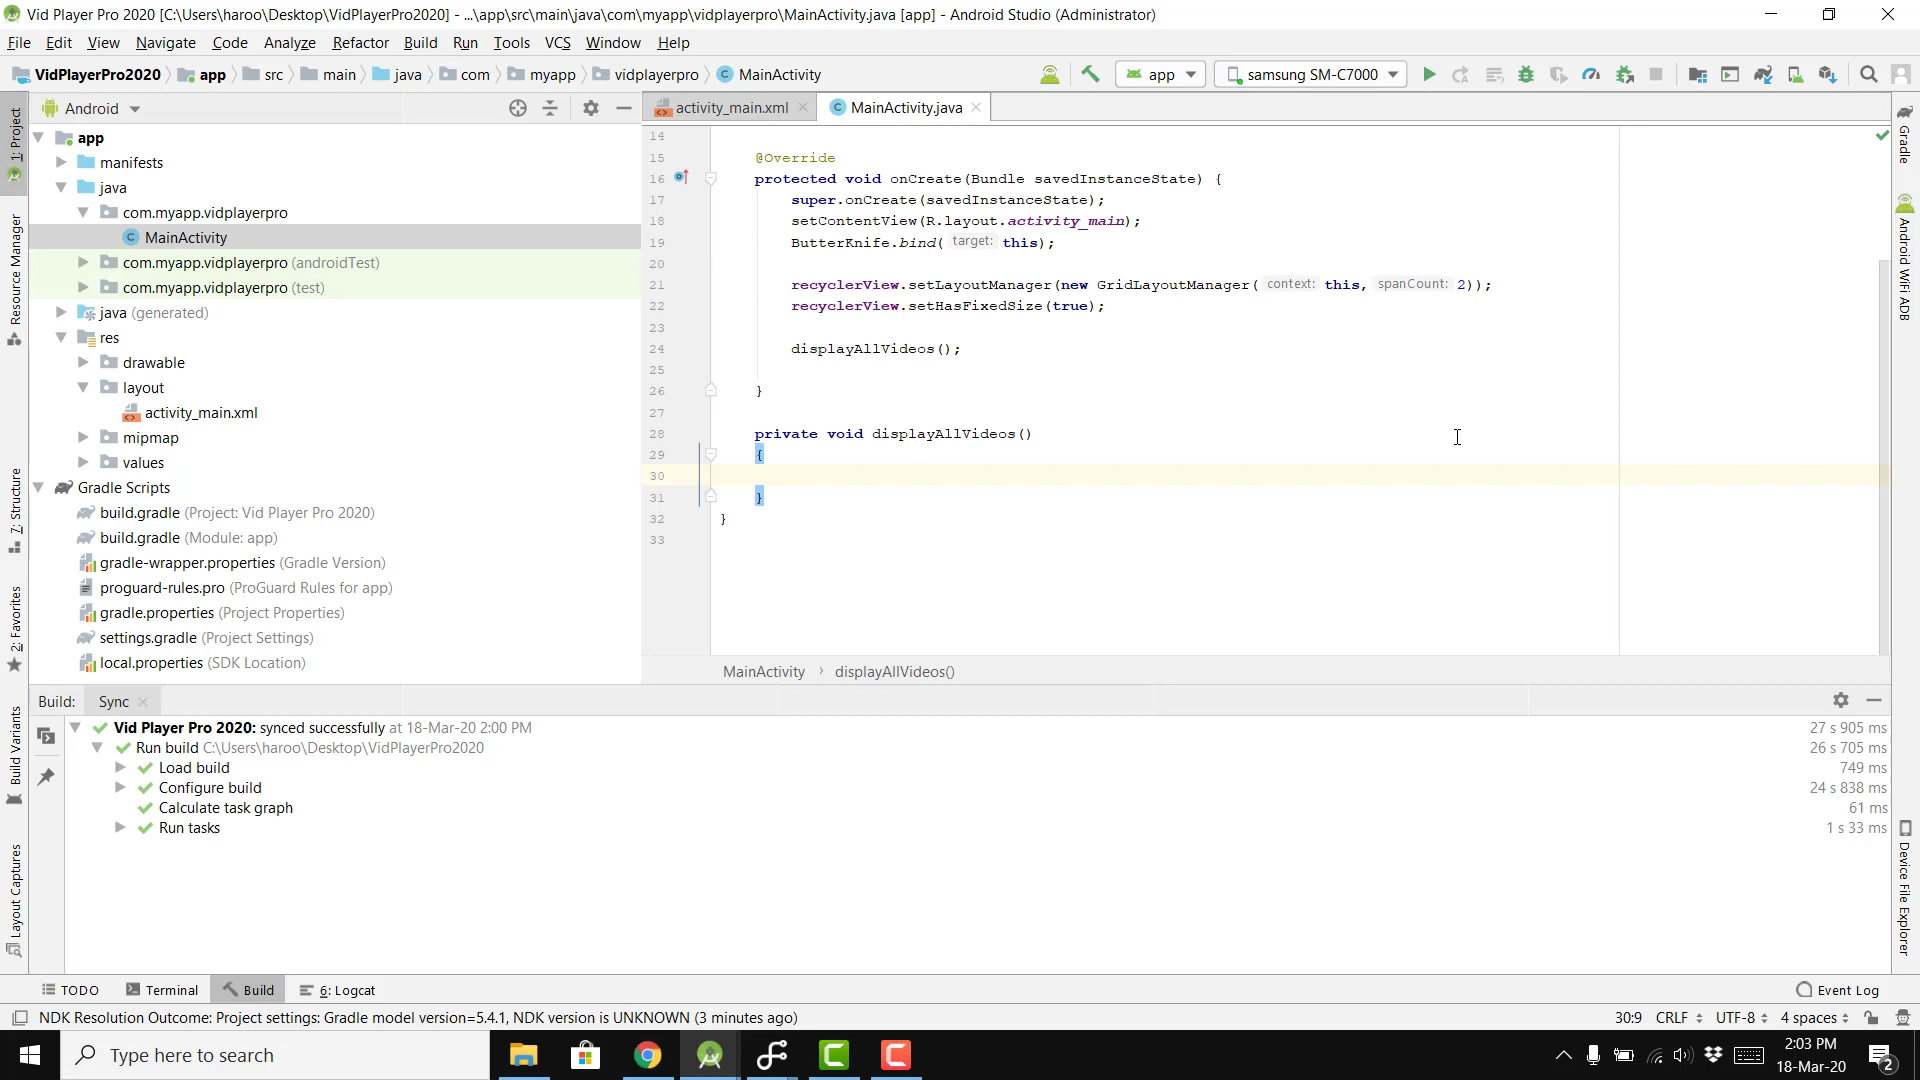 Vid Player Pro 2020 [C:\Users\haroo\Desktop\VidPlayerPro2020] - ...\app\src\main\java\com\myapp\vidplayerpro\MainActivity.java [app] - Android Studio (Administrator)
File Edit View Navigate Code Analyze Refactor Build Run Tools VCS Window Help
VidPlayerPro2020 app src main java com myapp vidplayerpro MainActivity app samsung SM-C7000
Android
activity_main.xml MainActivity.java
1: Project
Resource Manager
7: Structure
2: Favorites
Build Variants
Layout Captures
app
manifests
java
com.myapp.vidplayerpro
MainActivity
com.myapp.vidplayerpro (androidTest)
com.myapp.vidplayerpro (test)
java (generated)
res
drawable
layout
activity_main.xml
mipmap
values
Gradle Scripts
build.gradle (Project: Vid Player Pro 2020)
build.gradle (Module: app)
gradle-wrapper.properties (Gradle Version)
proguard-rules.pro (ProGuard Rules for app)
gradle.properties (Project Properties)
settings.gradle (Project Settings)
local.properties (SDK Location)
14
15 @Override
16 protected void onCreate(Bundle savedInstanceState) {
17 super.onCreate(savedInstanceState);
18 setContentView(R.layout.activity_main);
19 ButterKnife.bind( target: this);
20
21 recyclerView.setLayoutManager(new GridLayoutManager( context: this, spanCount: 2));
22 recyclerView.setHasFixedSize(true);
23
24 displayAllVideos();
25
26 }
27
28 private void displayAllVideos()
29 {
30
31 }
32 }
33
MainActivity › displayAllVideos()
Gradle
Android WiFi ADB
Device File Explorer
Build: Sync
Vid Player Pro 2020: synced successfully at 18-Mar-20 2:00 PM 27 s 905 ms
Run build C:\Users\haroo\Desktop\VidPlayerPro2020 26 s 705 ms
Load build 749 ms
Configure build 24 s 838 ms
Calculate task graph 61 ms
Run tasks 1 s 33 ms
TODO Terminal Build 6: Logcat Event Log
NDK Resolution Outcome: Project settings: Gradle model version=5.4.1, NDK version is UNKNOWN (3 minutes ago) 30:9 CRLF UTF-8 4 spaces
Type here to search
2:03 PM
18-Mar-20
2